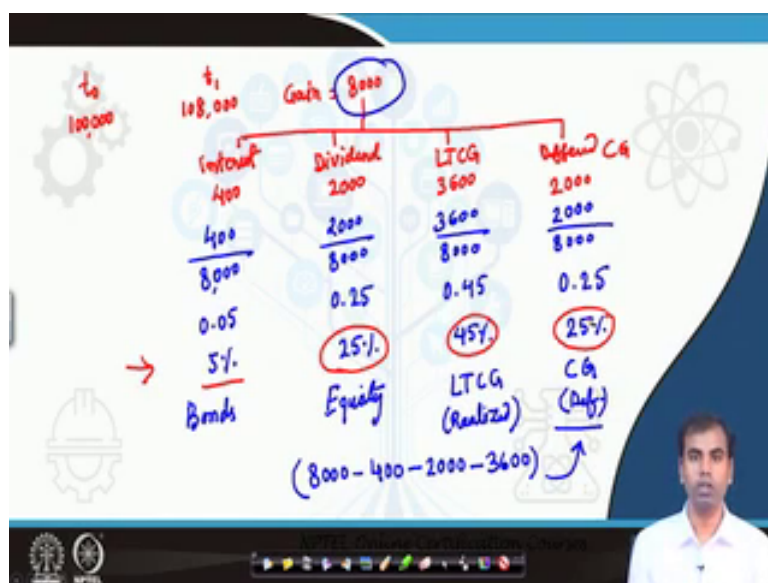 t₀ t₁
100,000 108,000 Gain = 8000
Interest Dividend LTCG Differed CG
400 2000 3600 2000
400/8,000 2000/8000 3600/8000 2000/8000
0.05 0.25 0.45 0.25
→ 5% 25% 45% 25%
Bonds Equity LTCG (Realized) CG (Def)
(8000 – 400 – 2000 – 3600)
NPTEL Online Certification Courses
NPTEL